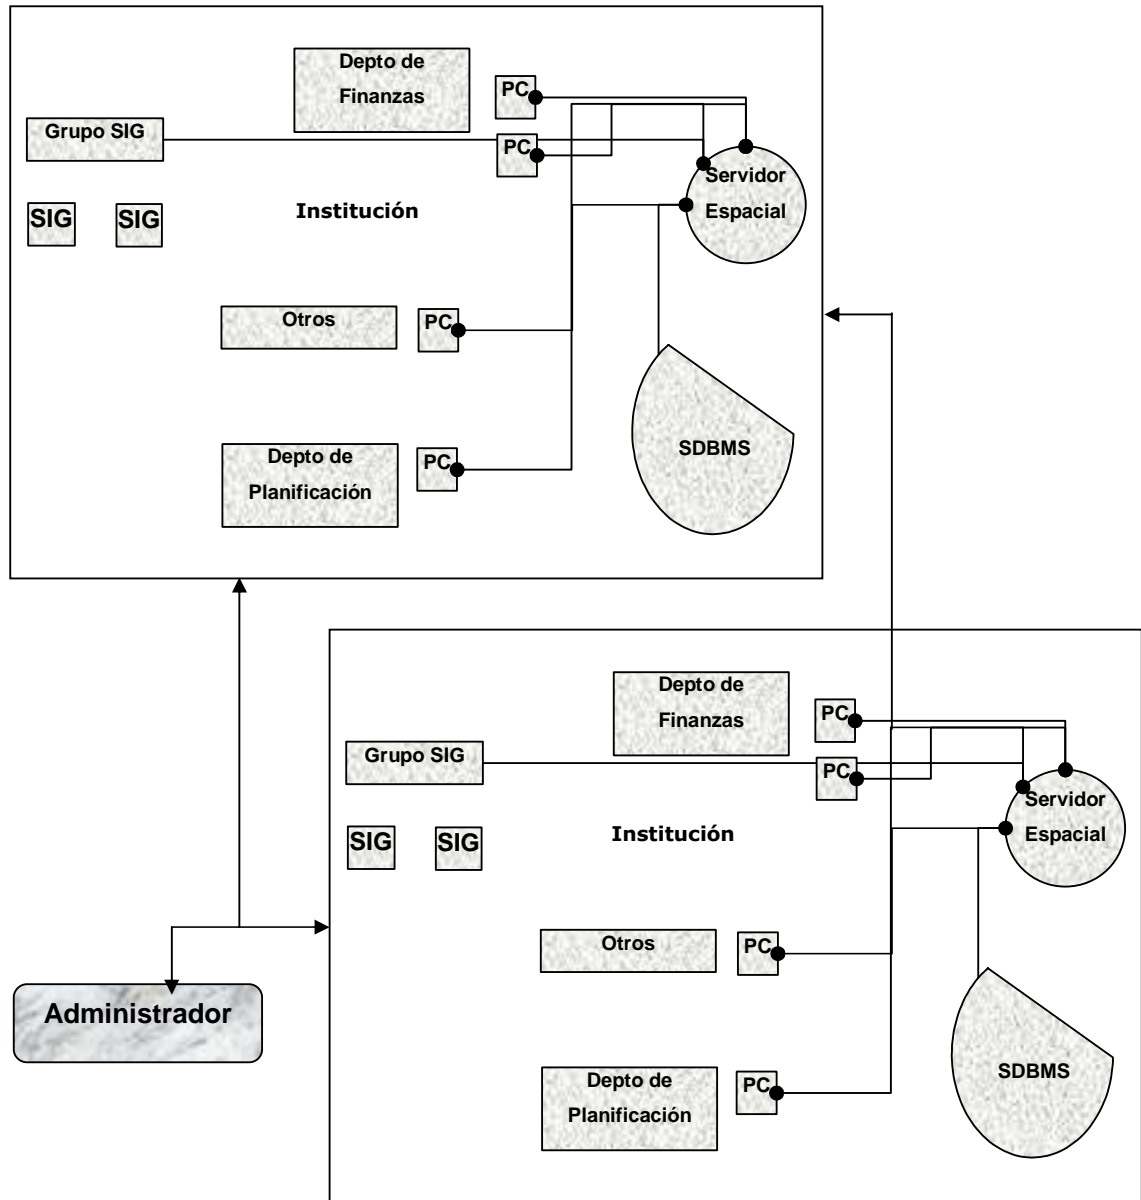 Depto de
Finanzas
PC
Grupo SIG
PC
Servidor
Espacial
SIG
SIG
Institución
Otros
PC
Depto de
Planificación
PC
SDBMS
Depto de
Finanzas
PC
Grupo SIG
PC
Servidor
Espacial
SIG
SIG
Institución
Otros
PC
Administrador
Depto de
Planificación
PC
SDBMS